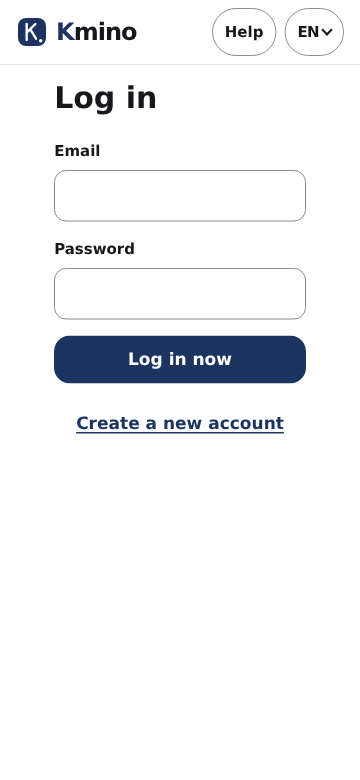 K. Kmino
Help
EN
Log in
Email
Password
Log in now
Create a new account